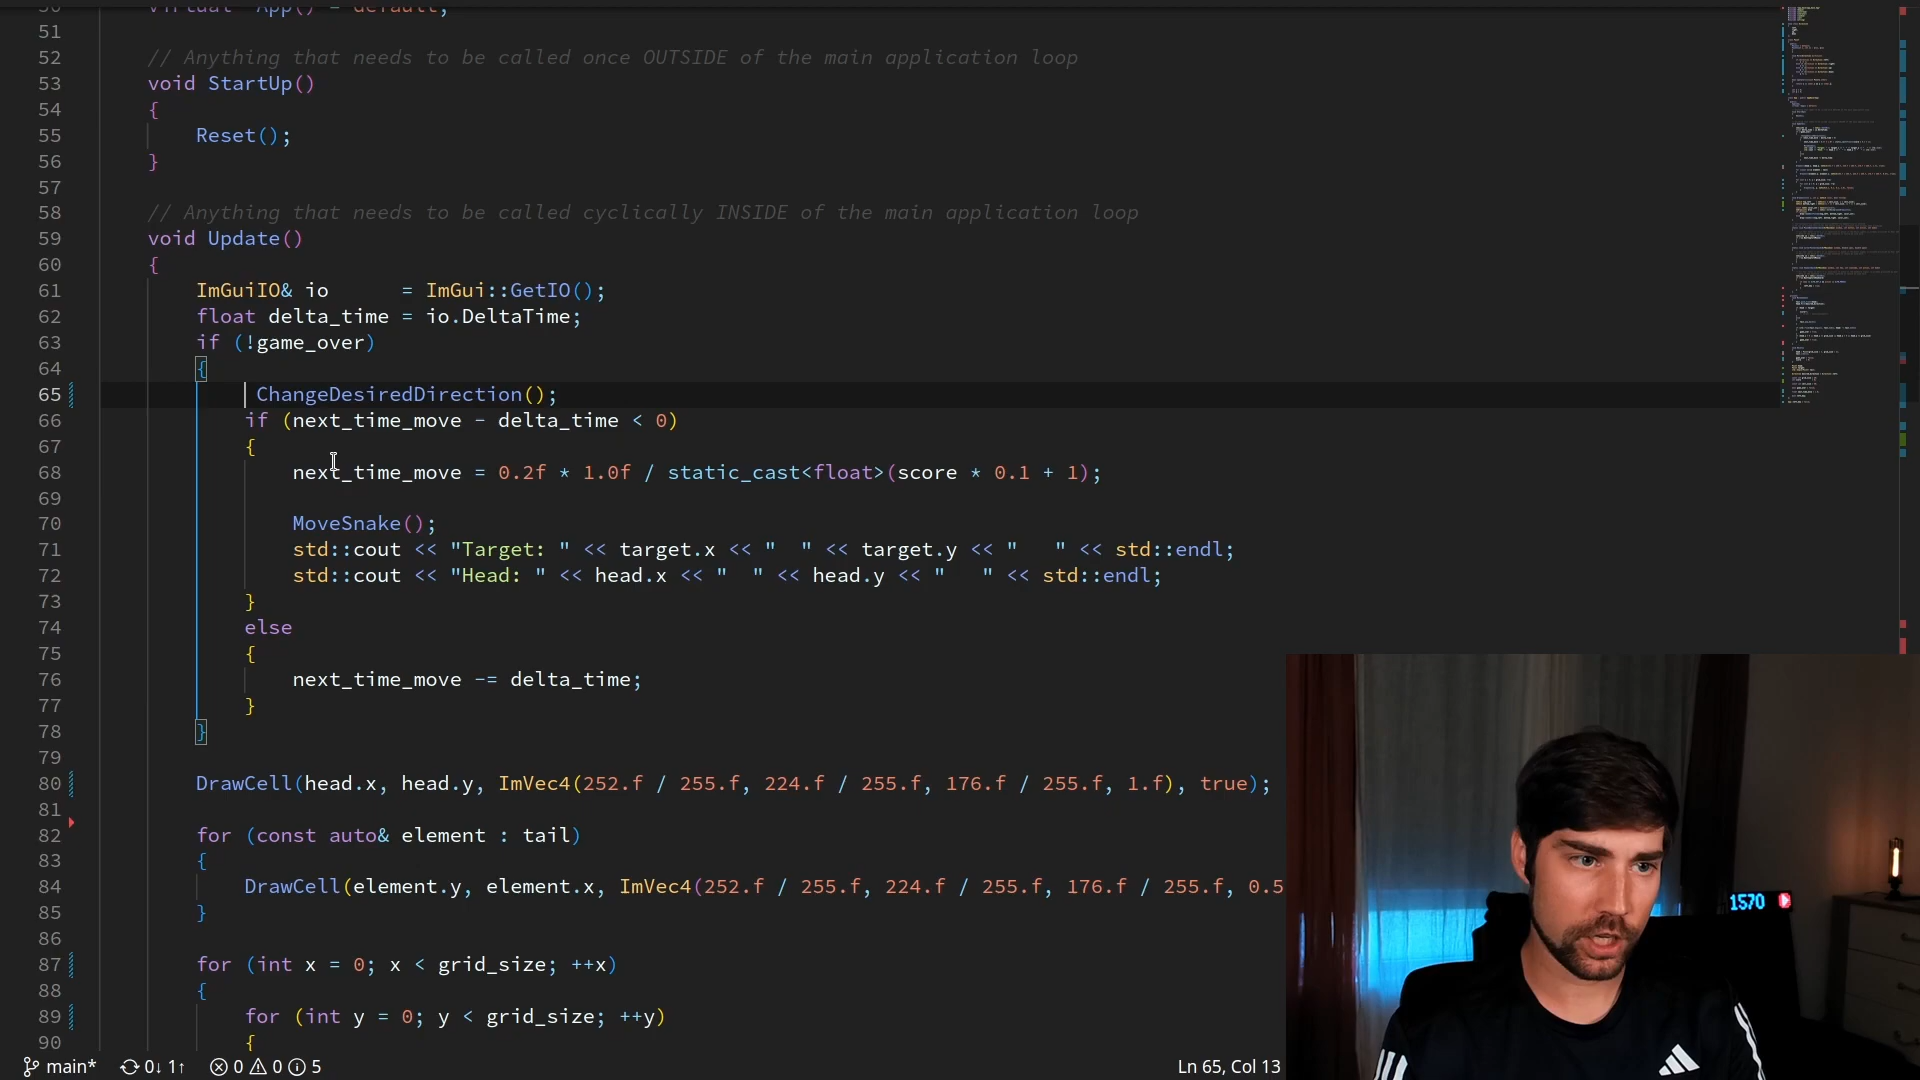 51
52 // Anything that needs to be called once OUTSIDE of the main application loop
53 void StartUp()
54 {
55 Reset();
56 }
57
58 // Anything that needs to be called cyclically INSIDE of the main application loop
59 void Update()
60 {
61 ImGuiIO& io = ImGui::GetIO();
62 float delta_time = io.DeltaTime;
63 if (!game_over)
64 {
65 ChangeDesiredDirection();
66 if (next_time_move - delta_time < 0)
67 {
68 next_time_move = 0.2f * 1.0f / static_cast<float>(score * 0.1 + 1);
69
70 MoveSnake();
71 std::cout << "Target: " << target.x << "  " << target.y << "   " << std::endl;
72 std::cout << "Head: " << head.x << "  " << head.y << "   " << std::endl;
73 }
74 else
75 {
76 next_time_move -= delta_time;
77 }
78 }
79
80 DrawCell(head.x, head.y, ImVec4(252.f / 255.f, 224.f / 255.f, 176.f / 255.f, 1.f), true);
81
82 for (const auto& element : tail)
83 {
84 DrawCell(element.y, element.x, ImVec4(252.f / 255.f, 224.f / 255.f, 176.f / 255.f, 0.5
85 }
86
87 for (int x = 0; x < grid_size; ++x)
88 {
89 for (int y = 0; y < grid_size; ++y)
90 {
main* 0↓ 1↑ 0 0 5 Ln 65, Col 13
1570